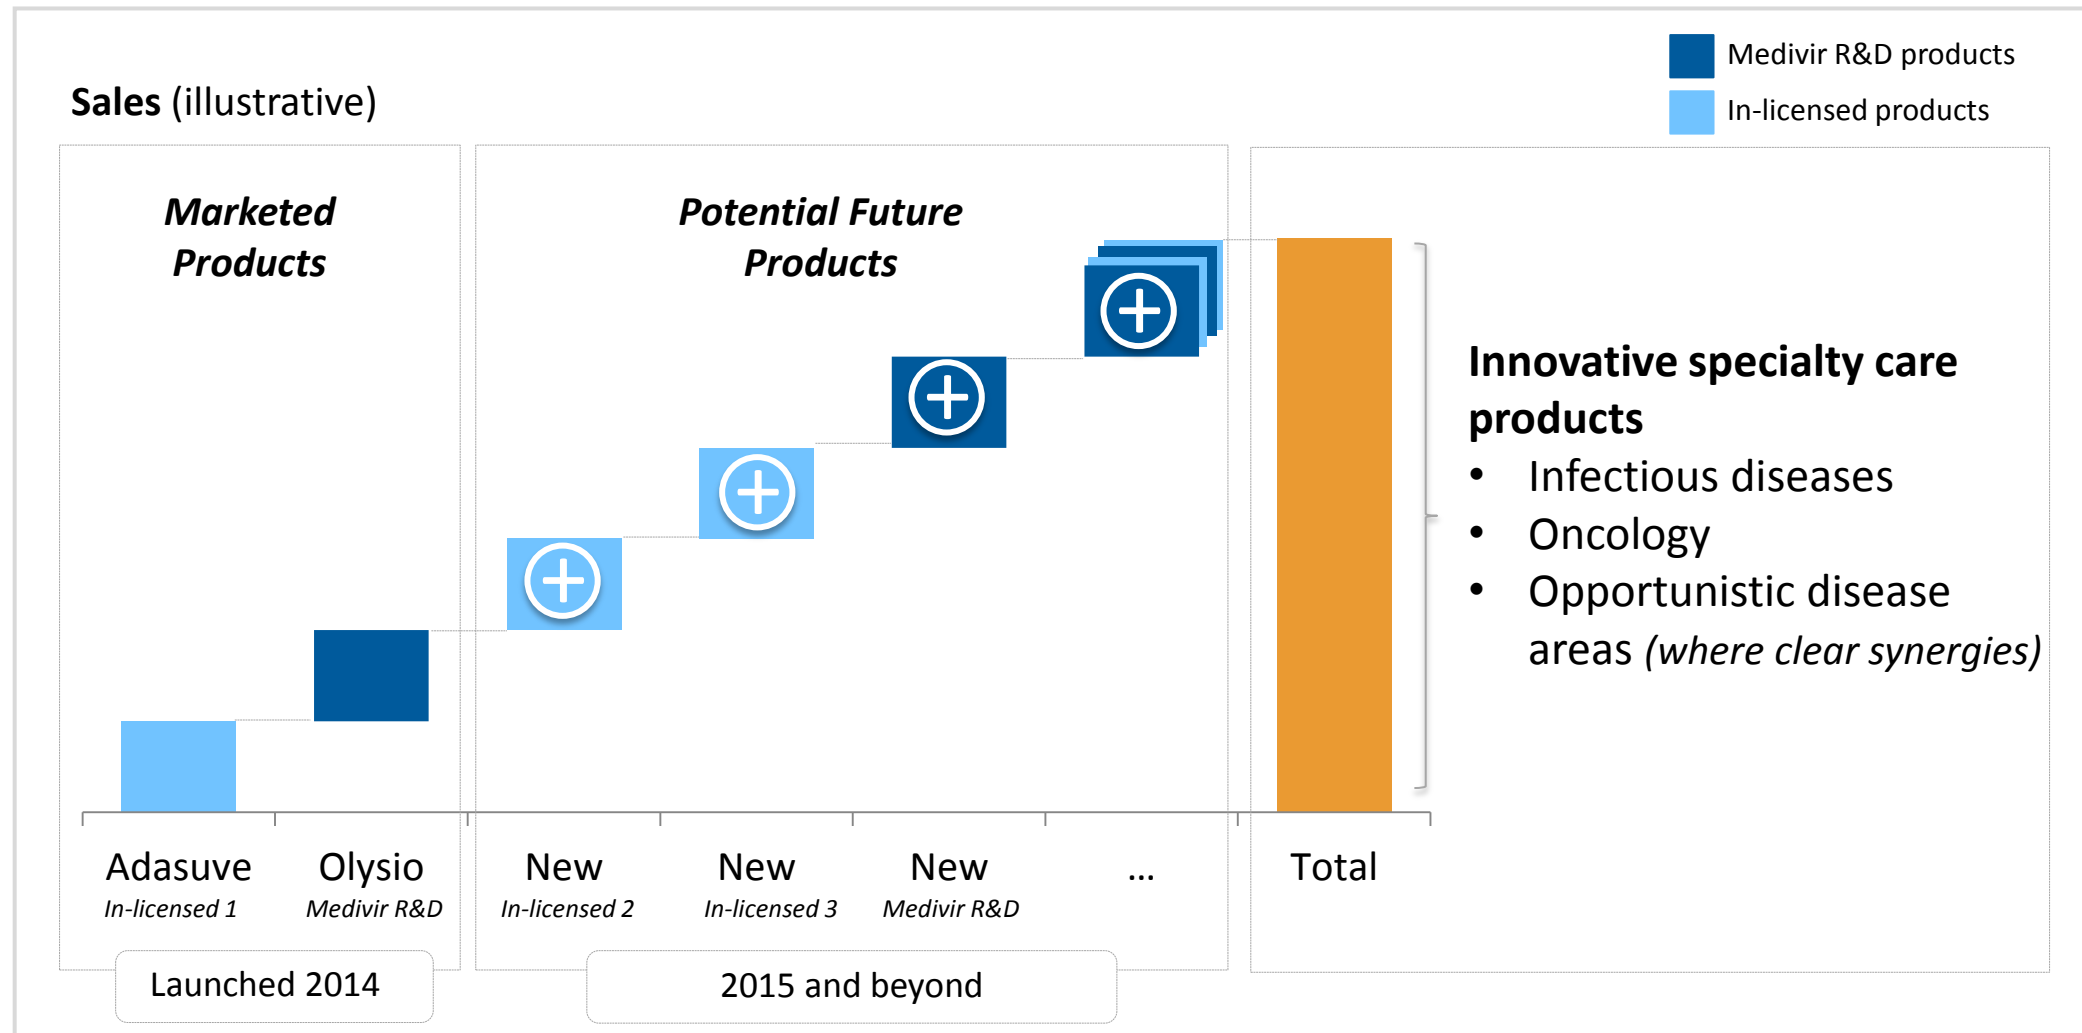 Medivir R&D products
In-licensed products
Sales (illustrative)
Marketed
Products
Potential Future
Products
Innovative specialty care
products
• Infectious diseases
• Oncology
• Opportunistic disease
areas (where clear synergies)
Adasuve
In-licensed 1
Olysio
Medivir R&D
New
In-licensed 2
New
In-licensed 3
New
Medivir R&D
...
Total
Launched 2014
2015 and beyond